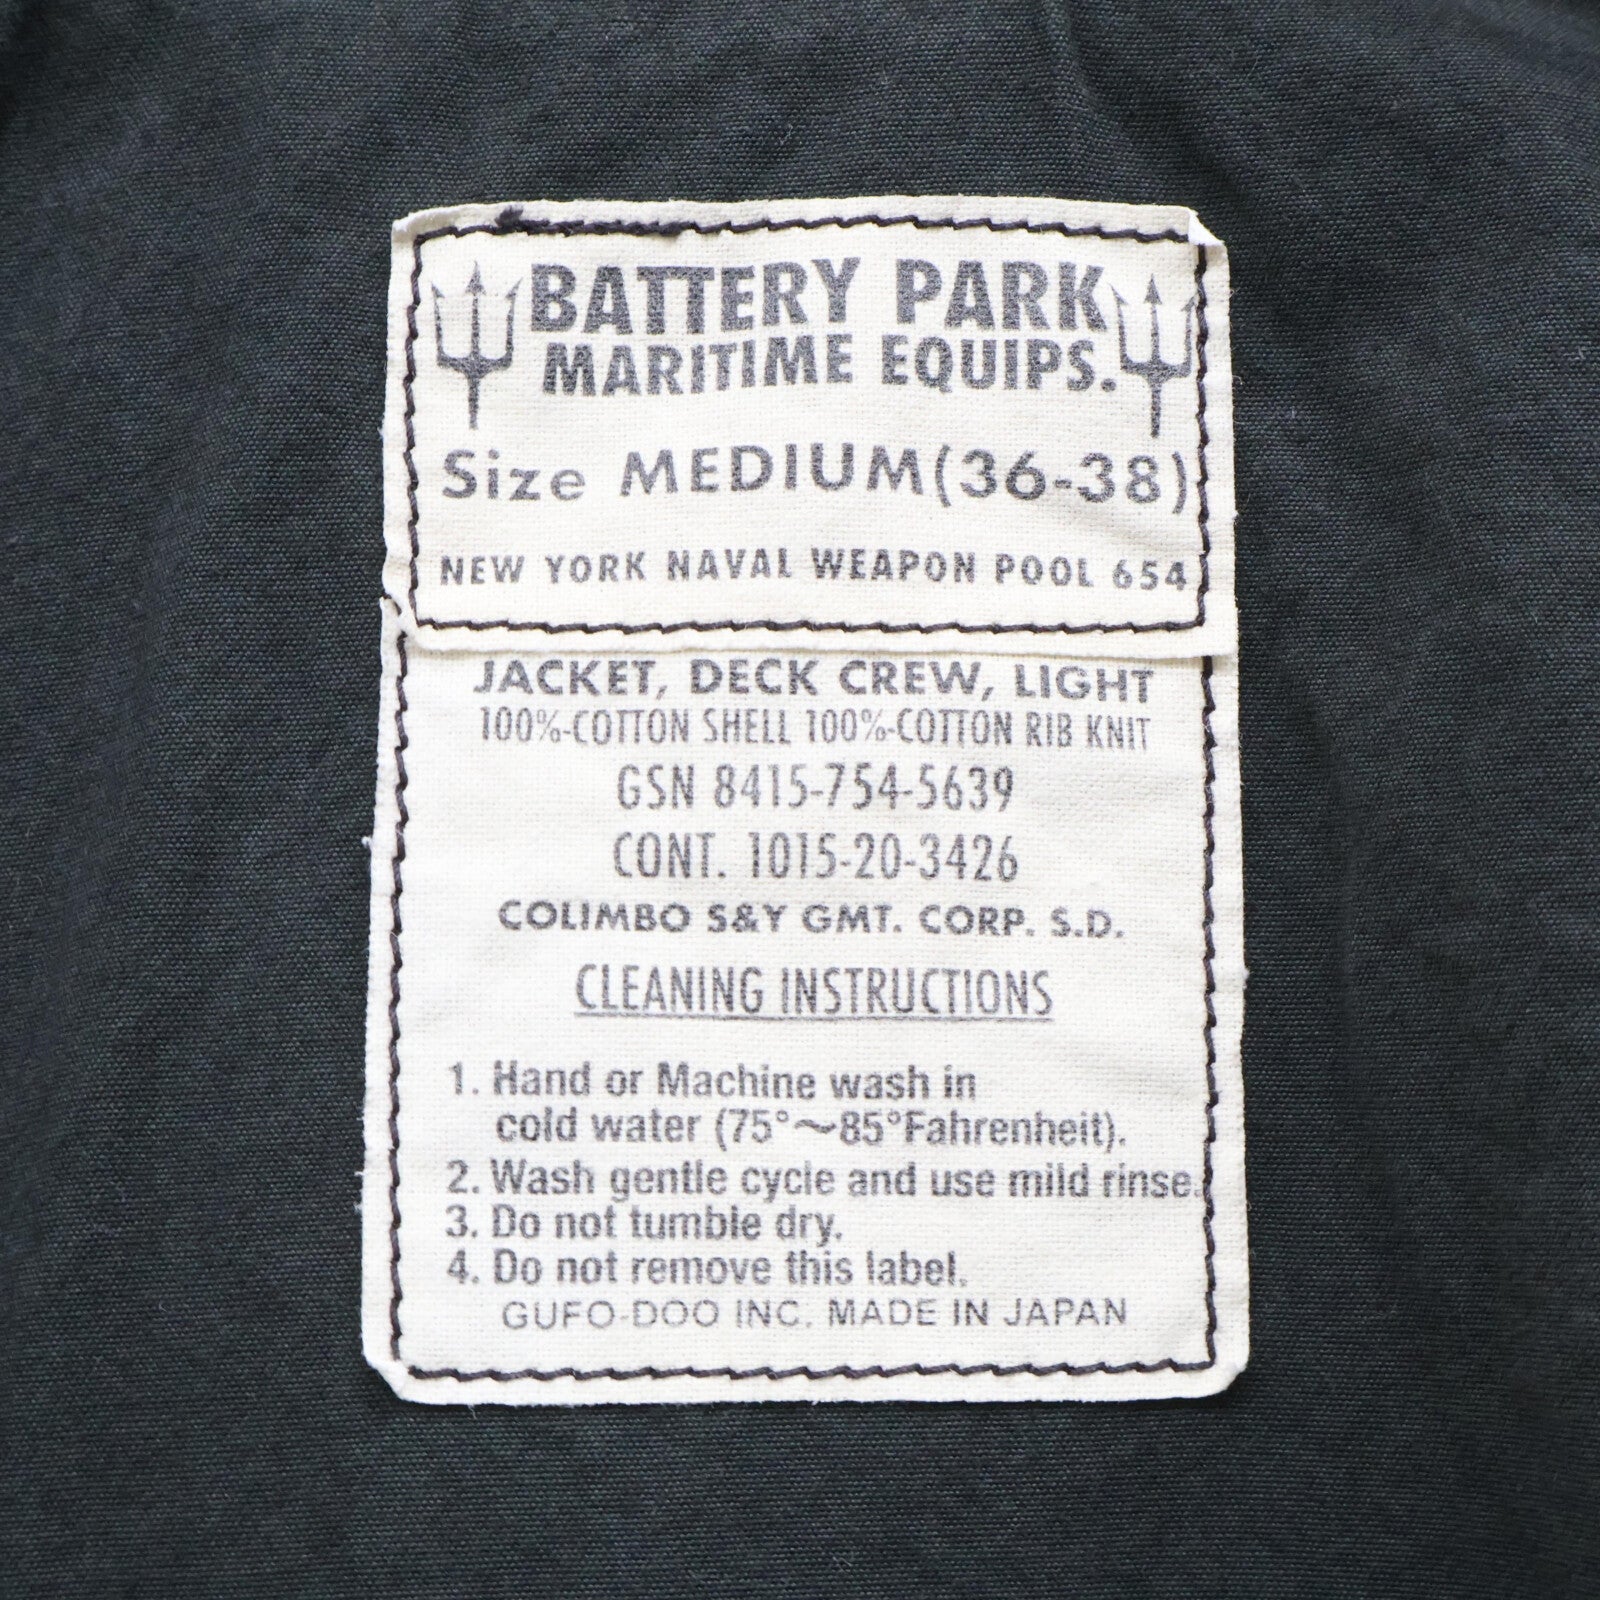 BATTERY PARK
MARITIME EQUIPS.
Size MEDIUM(36-38)
NEW YORK NAVAL WEAPON POOL 654
JACKET, DECK CREW, LIGHT
100%-COTTON SHELL 100%-COTTON RIB KNIT
GSN 8415-754-5639
CONT. 1015-20-3426
COLIMBO S&Y GMT. CORP. S.D.
CLEANING INSTRUCTIONS
1. Hand or Machine wash in
cold water (75°～85°Fahrenheit).
2. Wash gentle cycle and use mild rinse.
3. Do not tumble dry.
4. Do not remove this label.
GUFO-DOO INC. MADE IN JAPAN